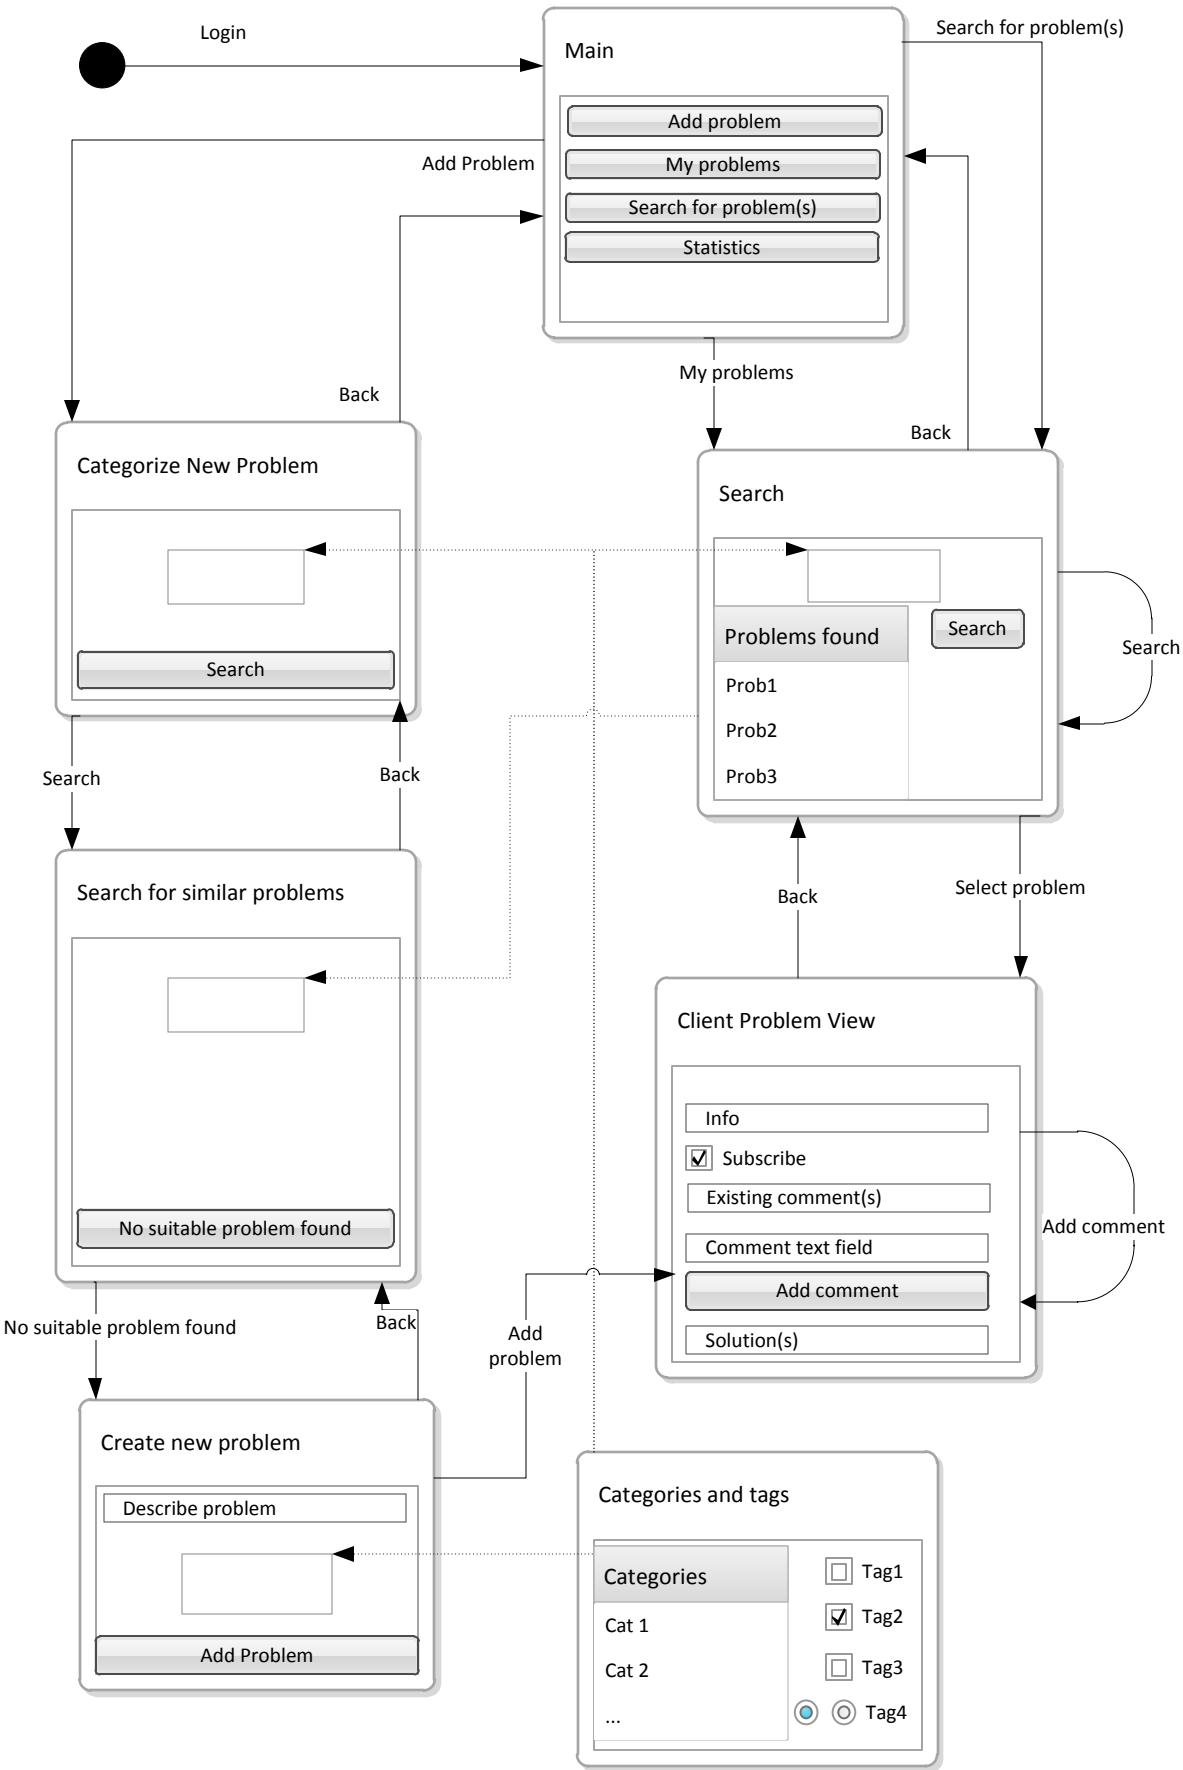 Login
Search for problem(s)
Main
Add problem
My problems
Search for problem(s)
Statistics
Add Problem
My problems
Back
Back
Categorize New Problem
Search
Search
Search
Problems found
Search
Prob1
Prob2
Prob3
Search
Back
Search for similar problems
No suitable problem found
Back
Select problem
Client Problem View
Info
Subscribe
Existing comment(s)
Comment text field
Add comment
Solution(s)
Add comment
No suitable problem found
Back
Add
problem
Create new problem
Describe problem
Add Problem
Categories and tags
Categories
Cat 1
Cat 2
...
Tag1
Tag2
Tag3
Tag4